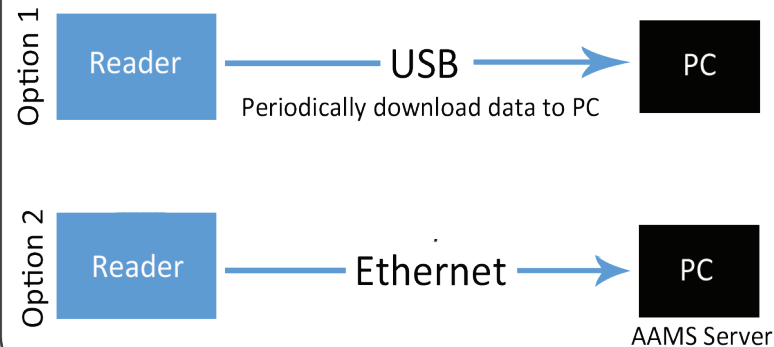 Option 1
Reader
USB
PC
Periodically download data to PC
Option 2
Reader
Ethernet
PC
AAMS Server